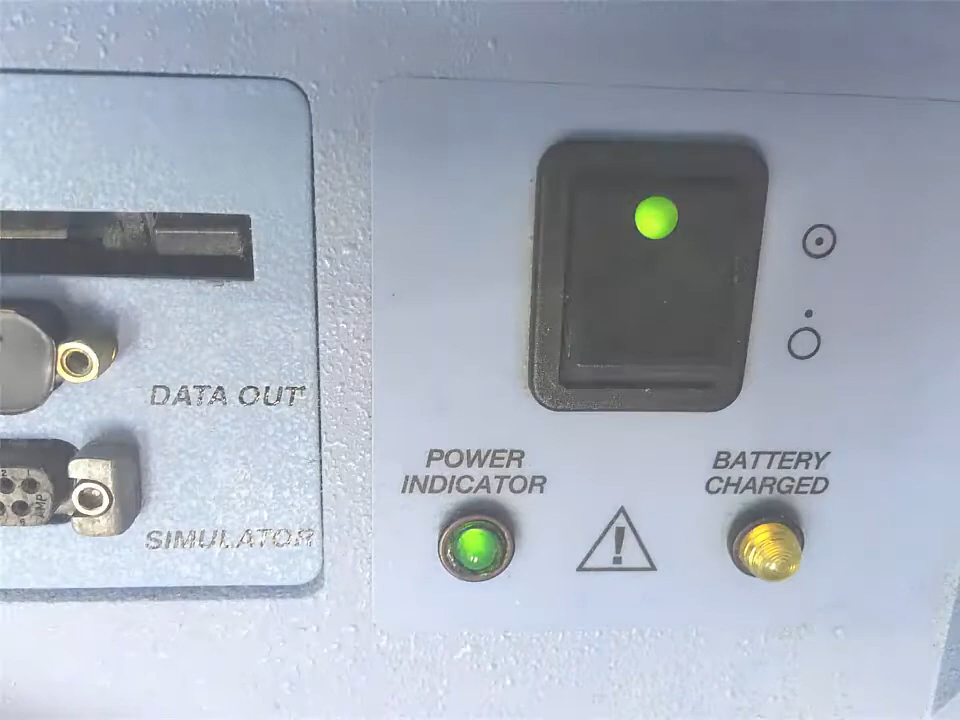 DATA OUT
SIMULATOR
POWER
INDICATOR
BATTERY
CHARGED